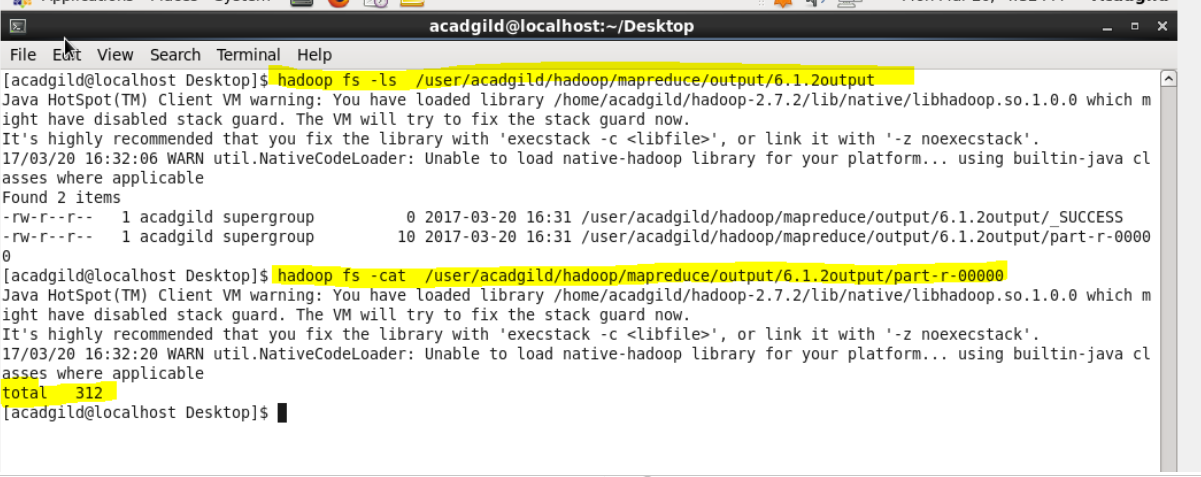 acadgild@localhost:~/Desktop
File Edit View Search Terminal Help
[acadgild@localhost Desktop]$ hadoop fs -ls  /user/acadgild/hadoop/mapreduce/output/6.1.2output
Java HotSpot(TM) Client VM warning: You have loaded library /home/acadgild/hadoop-2.7.2/lib/native/libhadoop.so.1.0.0 which m
ight have disabled stack guard. The VM will try to fix the stack guard now.
It's highly recommended that you fix the library with 'execstack -c <libfile>', or link it with '-z noexecstack'.
17/03/20 16:32:06 WARN util.NativeCodeLoader: Unable to load native-hadoop library for your platform... using builtin-java cl
asses where applicable
Found 2 items
-rw-r--r--   1 acadgild supergroup          0 2017-03-20 16:31 /user/acadgild/hadoop/mapreduce/output/6.1.2output/_SUCCESS
-rw-r--r--   1 acadgild supergroup         10 2017-03-20 16:31 /user/acadgild/hadoop/mapreduce/output/6.1.2output/part-r-0000
0
[acadgild@localhost Desktop]$ hadoop fs -cat  /user/acadgild/hadoop/mapreduce/output/6.1.2output/part-r-00000
Java HotSpot(TM) Client VM warning: You have loaded library /home/acadgild/hadoop-2.7.2/lib/native/libhadoop.so.1.0.0 which m
ight have disabled stack guard. The VM will try to fix the stack guard now.
It's highly recommended that you fix the library with 'execstack -c <libfile>', or link it with '-z noexecstack'.
17/03/20 16:32:20 WARN util.NativeCodeLoader: Unable to load native-hadoop library for your platform... using builtin-java cl
asses where applicable
total   312
[acadgild@localhost Desktop]$